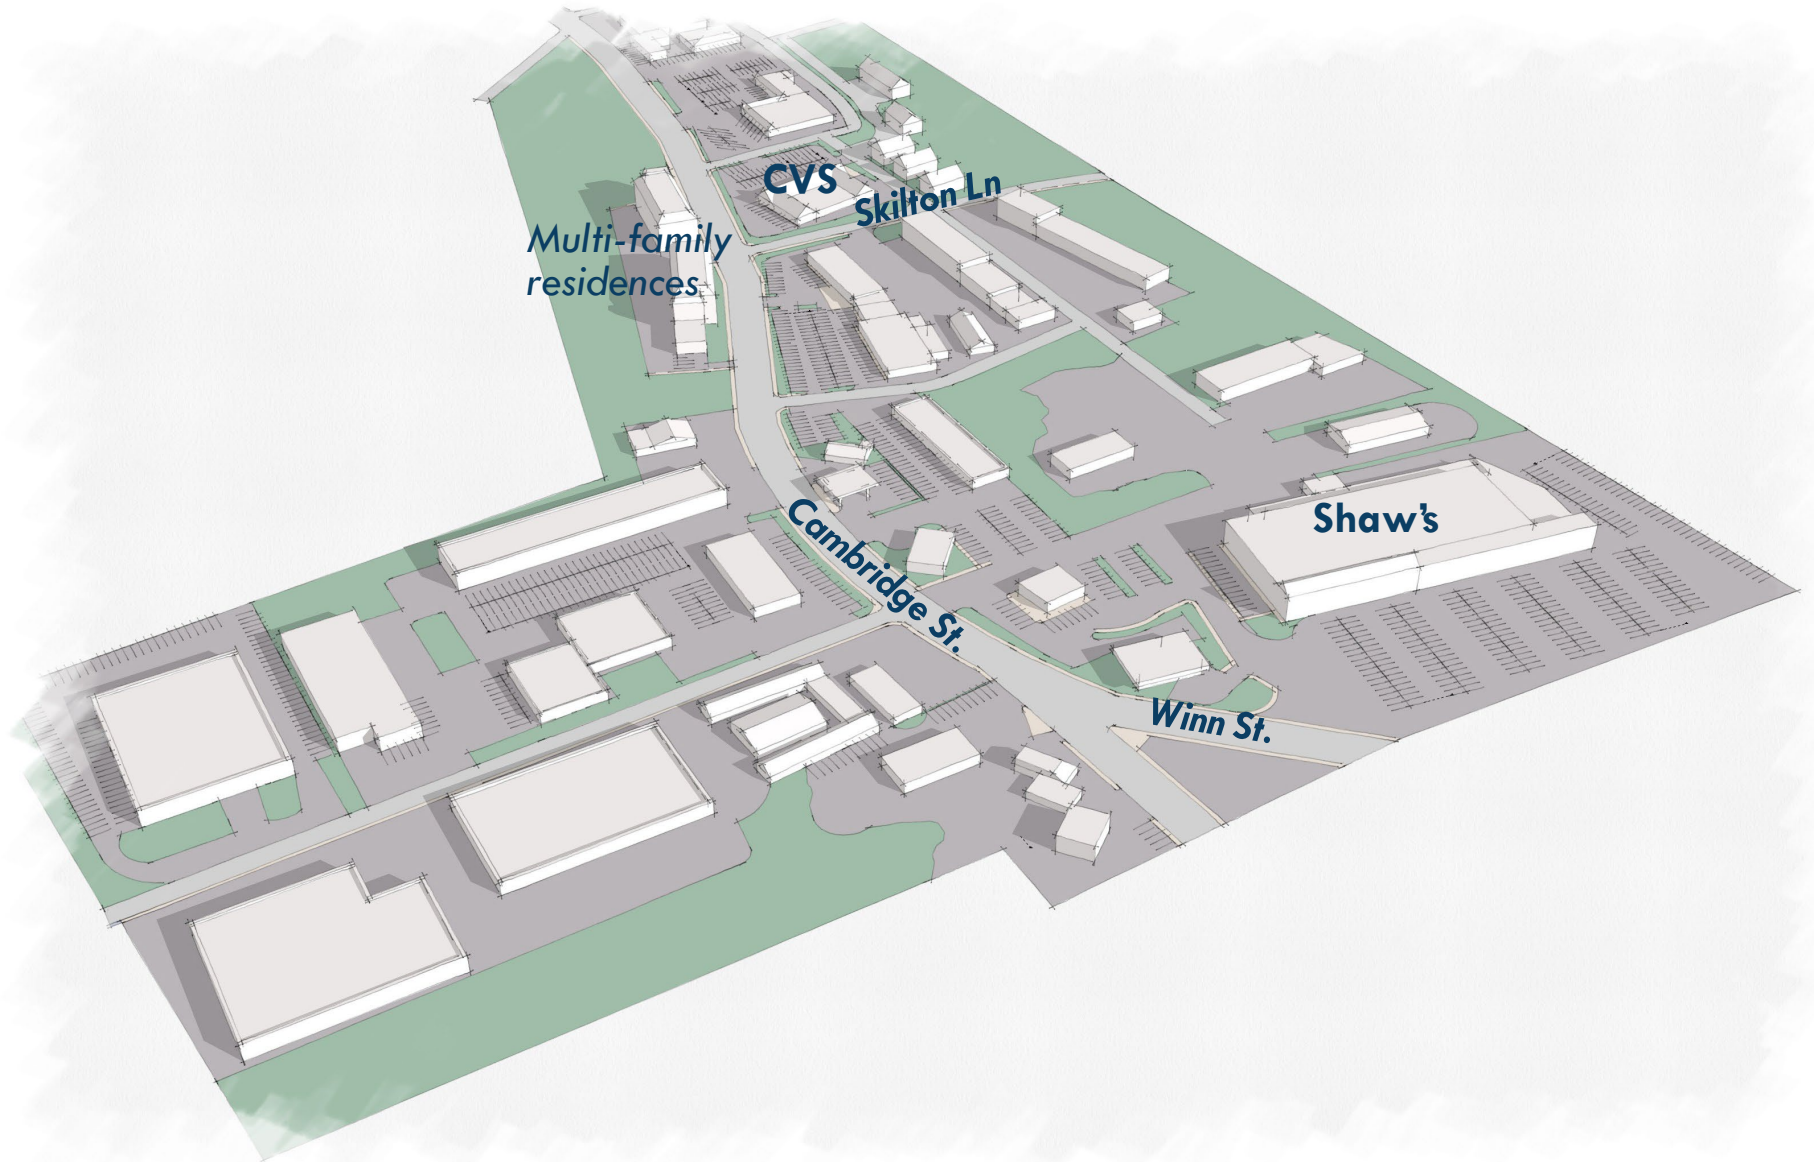 CVS
Skilton Ln
Multi-family
residences
Cambridge St.
Shaw's
Winn St.